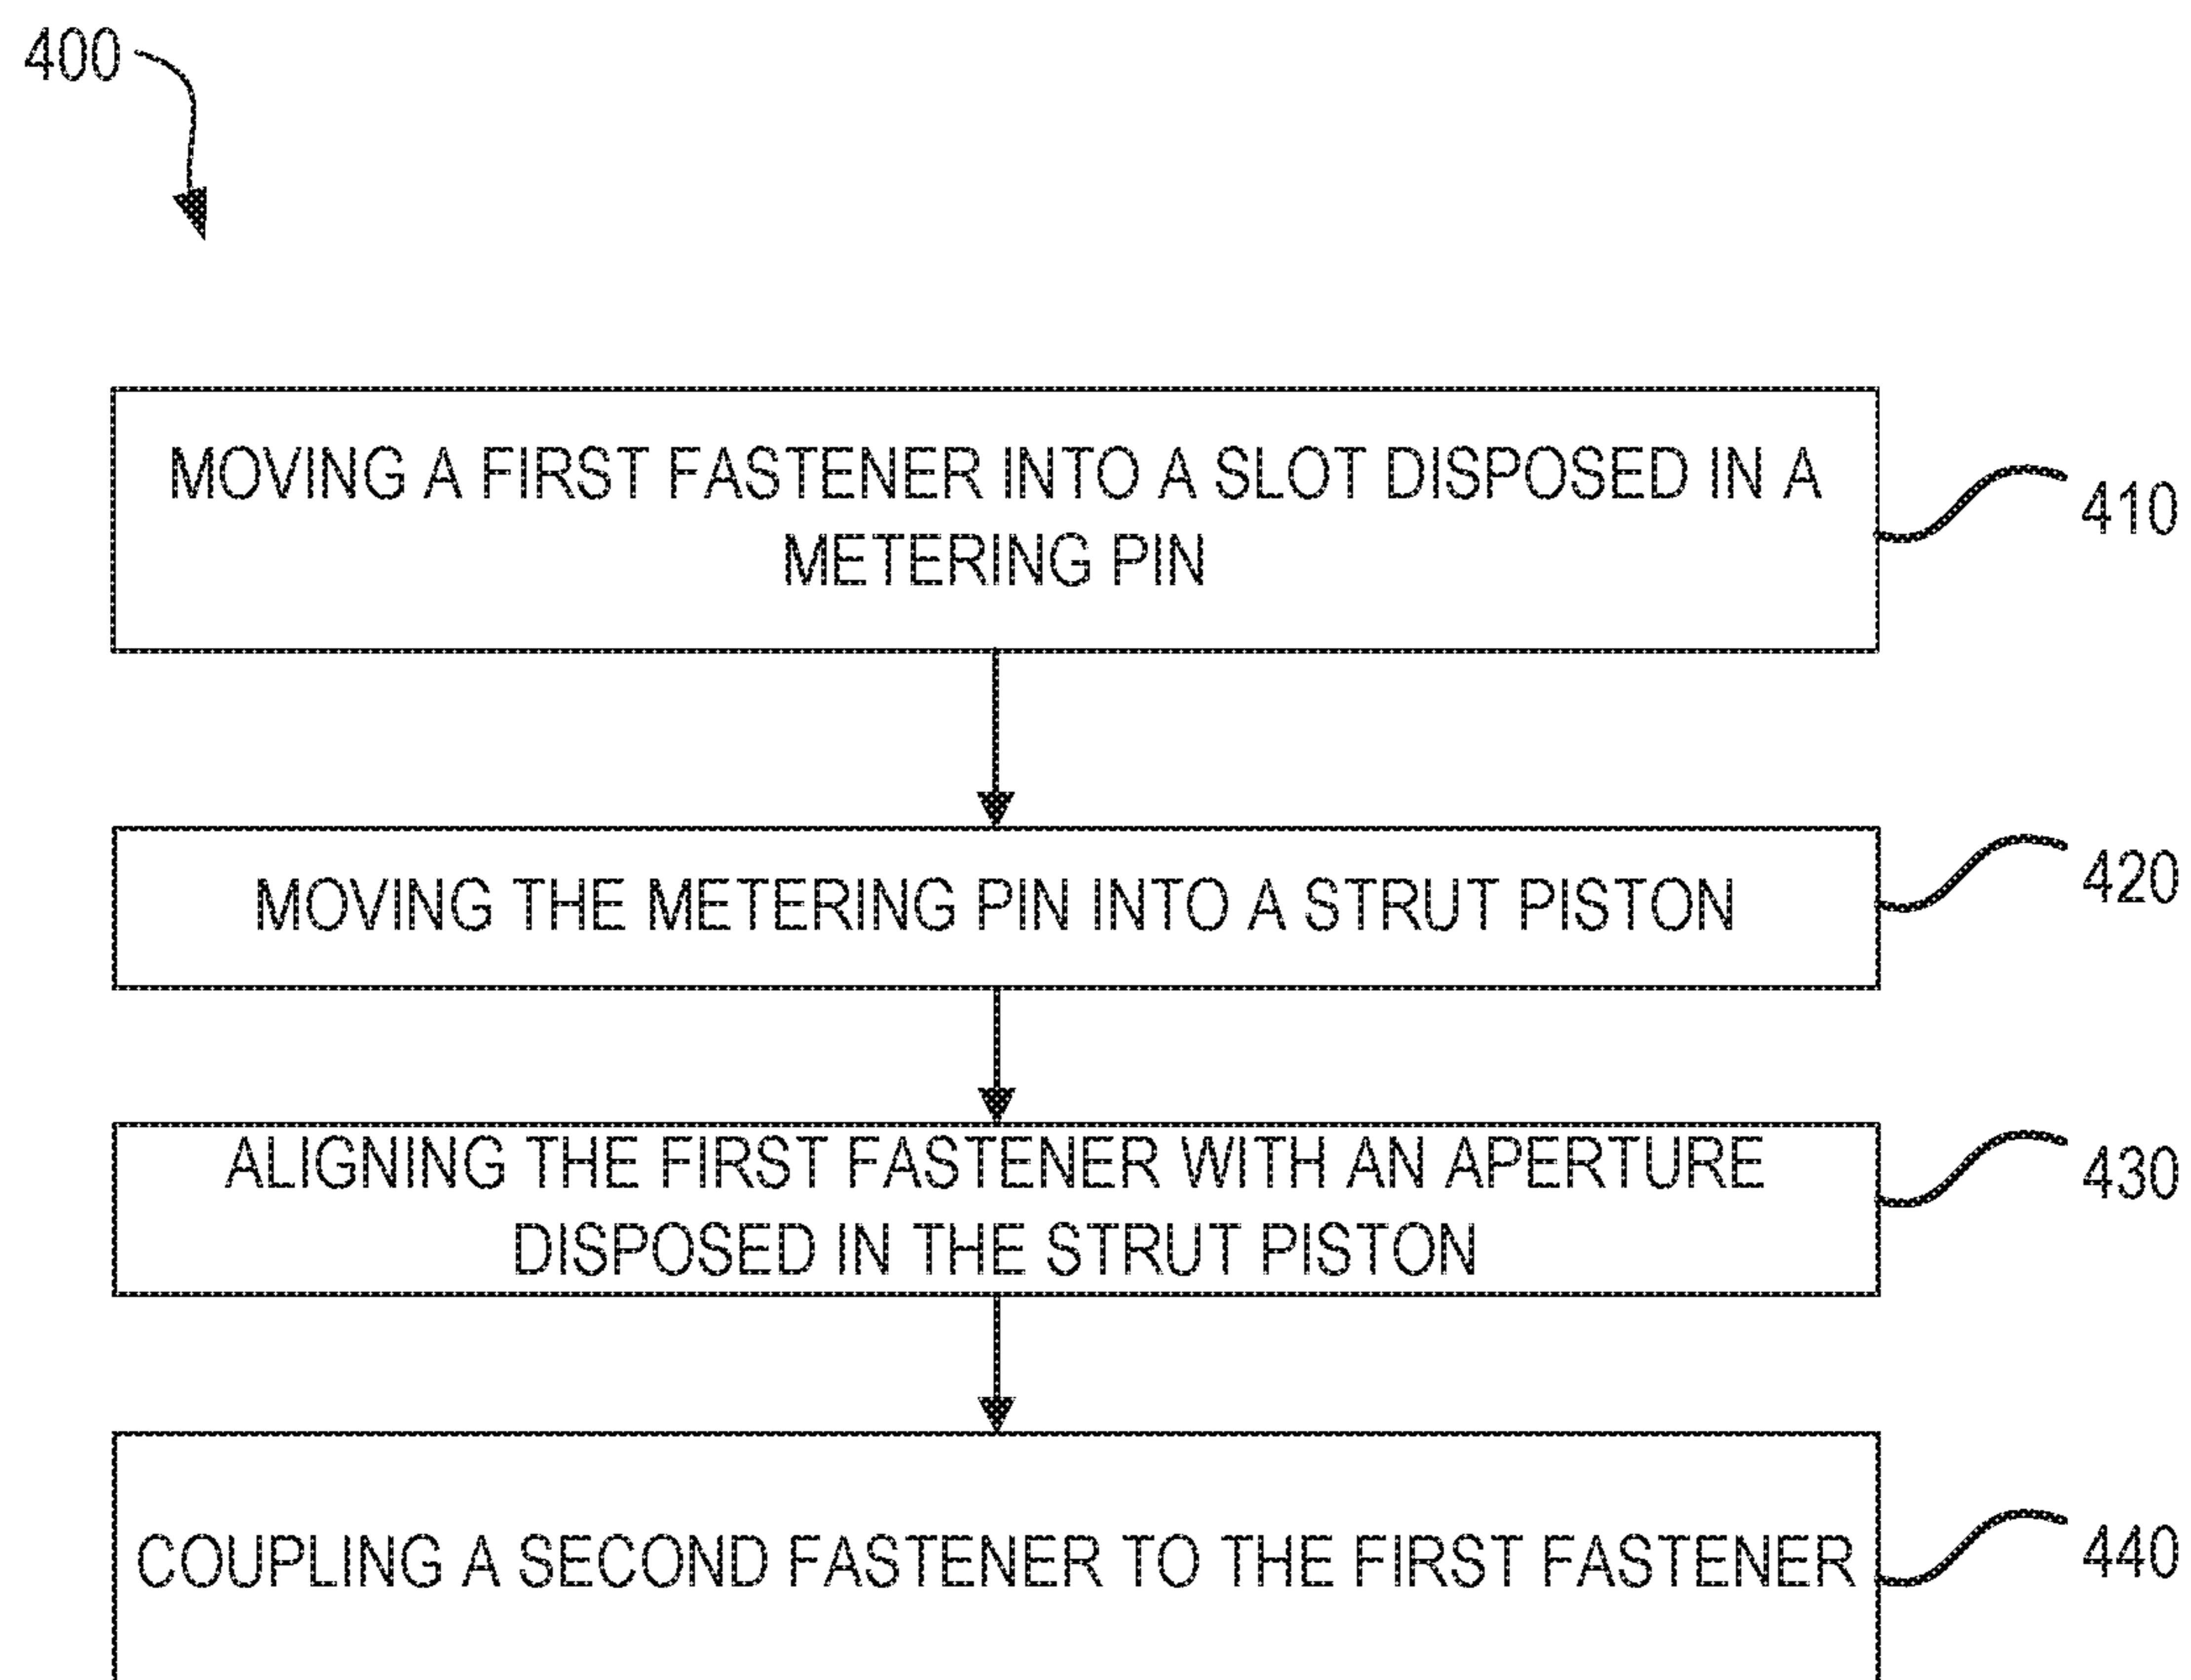 400
MOVING A FIRST FASTENER INTO A SLOT DISPOSED IN A
METERING PIN
410
MOVING THE METERING PIN INTO A STRUT PISTON
420
ALIGNING THE FIRST FASTENER WITH AN APERTURE
DISPOSED IN THE STRUT PISTON
430
COUPLING A SECOND FASTENER TO THE FIRST FASTENER
440